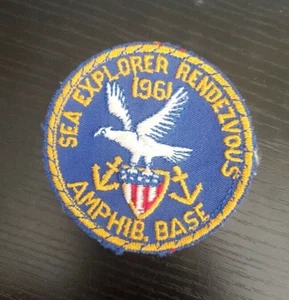 SEA EXPLORER RENDEZVOUS
1961
AMPHIB. BASE